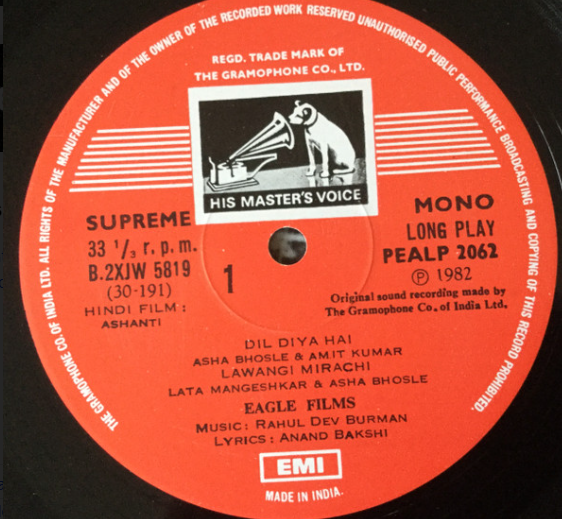 THE GRAMOPHONE CO. OF INDIA LTD. ALL RIGHTS OF THE MANUFACTURER AND OF THE OWNER OF THE RECORDED WORK RESERVED UNAUTHORISED PUBLIC PERFORMANCE BROADCASTING AND COPYING OF THIS RECORD PROHIBITED.
REGD. TRADE MARK OF
THE GRAMOPHONE CO., LTD.
HIS MASTER'S VOICE
SUPREME
33 1/3 r.p.m.
B.2XJW 5819
(30-191)
HINDI FILM :
ASHANTI
1
MONO
LONG PLAY
PEALP 2062
Ⓟ 1982
Original sound recording made by
The Gramophone Co. of India Ltd.
DIL DIYA HAI
ASHA BHOSLE & AMIT KUMAR
LAWANGI MIRACHI
LATA MANGESHKAR & ASHA BHOSLE
EAGLE FILMS
MUSIC: RAHUL DEV BURMAN
LYRICS: ANAND BAKSHI
EMI
MADE IN INDIA.